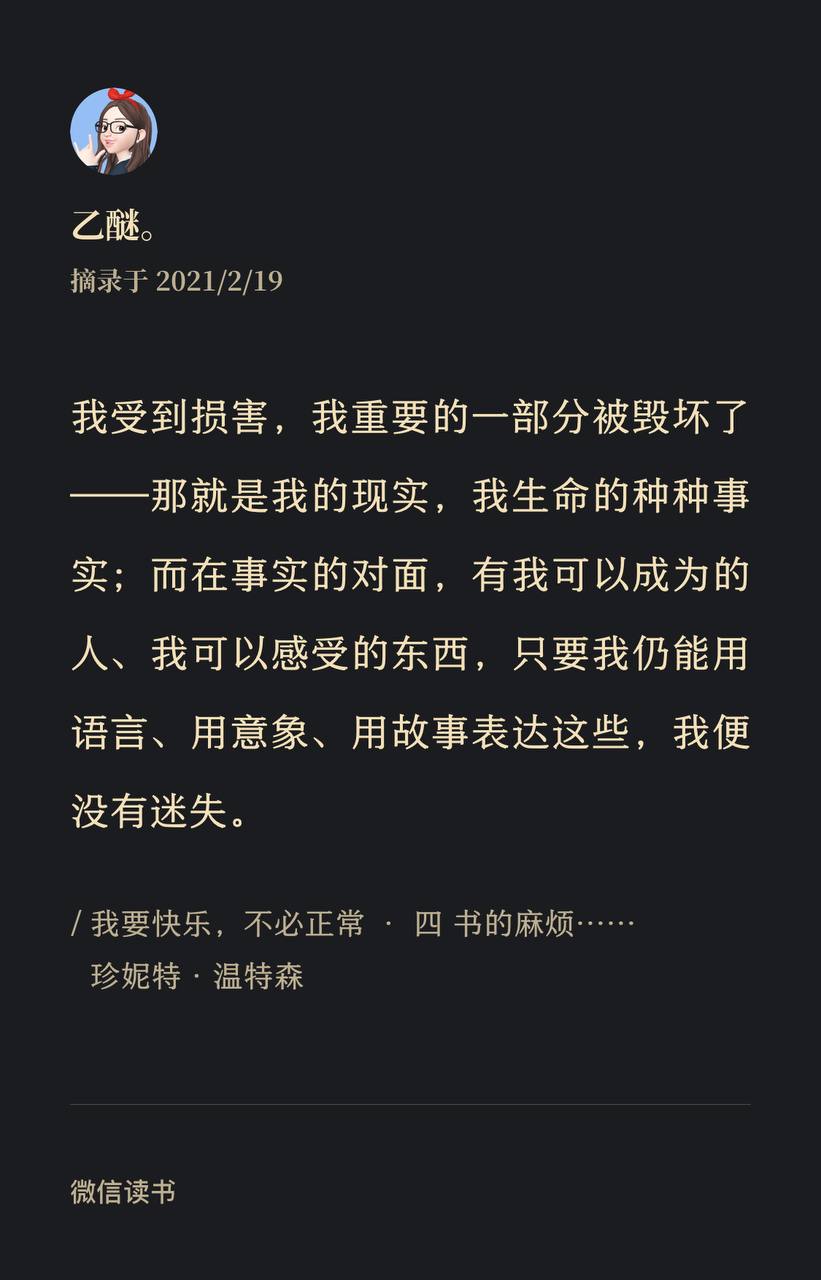 乙醚。
摘录于 2021/2/19
我受到损害，我重要的一部分被毁坏了
——那就是我的现实，我生命的种种事
实；而在事实的对面，有我可以成为的
人、我可以感受的东西，只要我仍能用
语言、用意象、用故事表达这些，我便
没有迷失。
/ 我要快乐，不必正常 · 四 书的麻烦……
珍妮特 · 温特森
微信读书